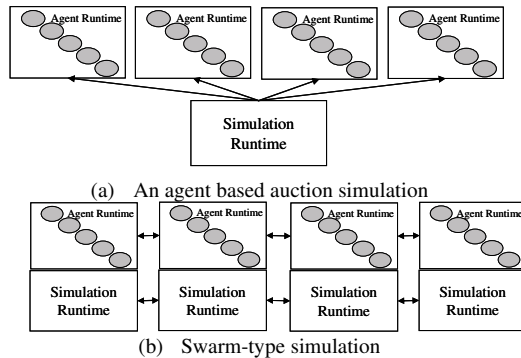 Agent Runtime Agent Runtime Agent Runtime Agent Runtime
Simulation
Runtime
(a) An agent based auction simulation
Agent Runtime Agent Runtime Agent Runtime Agent Runtime
Simulation Simulation Simulation Simulation
Runtime Runtime Runtime Runtime
(b) Swarm-type simulation